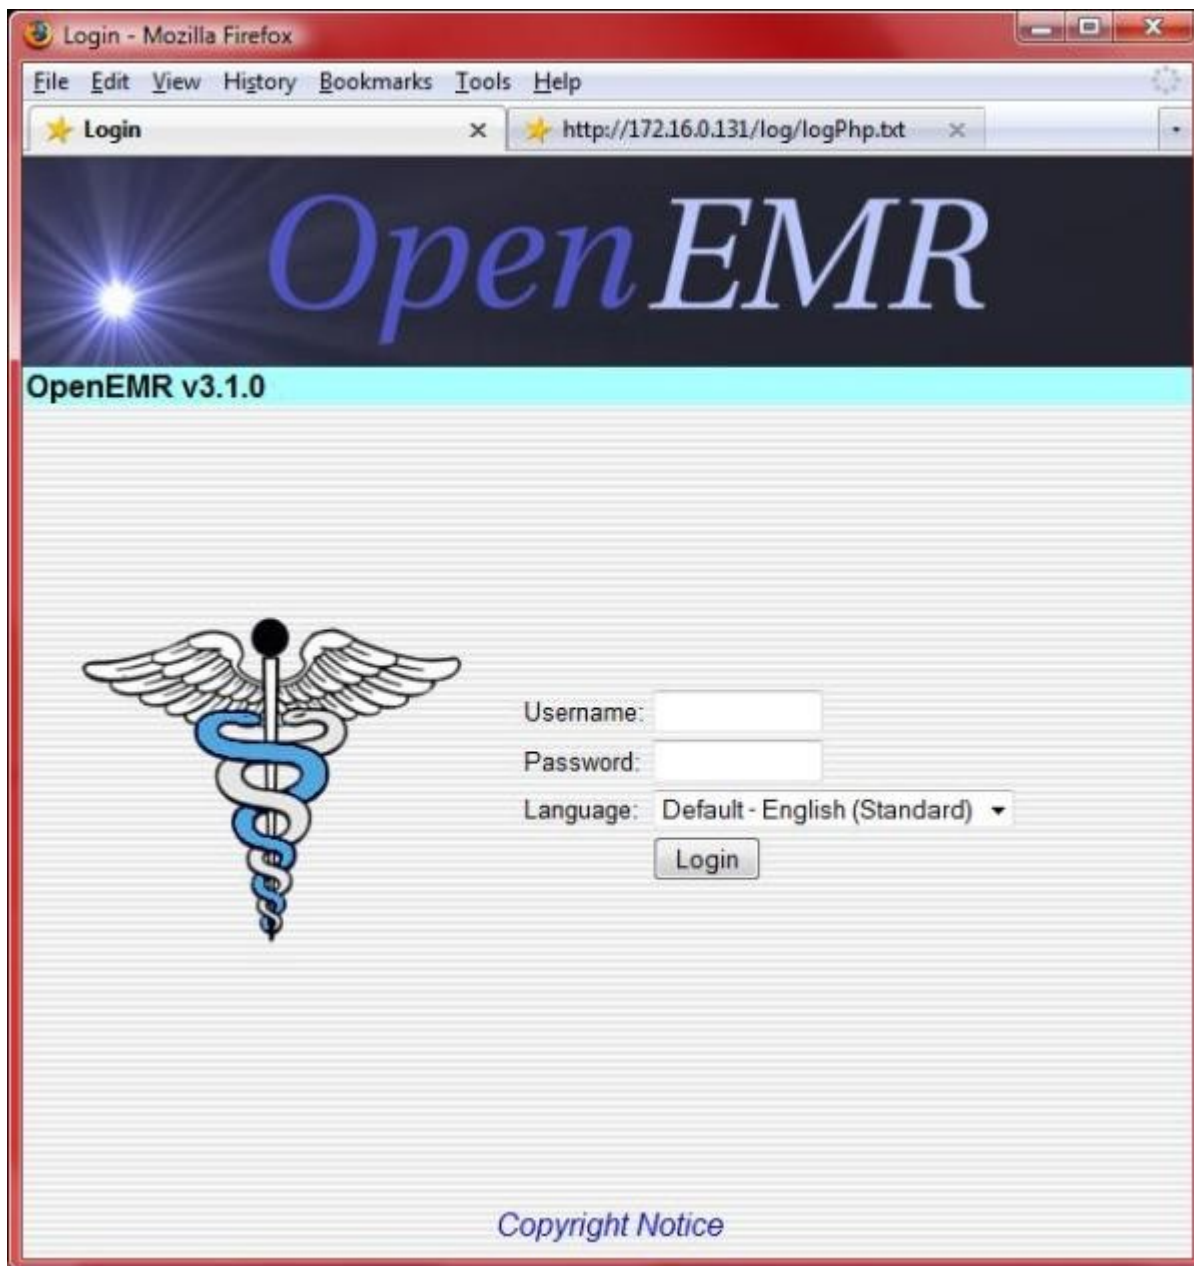 Login - Mozilla Firefox
File Edit View History Bookmarks Tools Help
Login http://172.16.0.131/log/logPhp.txt
OpenEMR
OpenEMR v3.1.0
Username:
Password:
Language: Default - English (Standard)
Login
Copyright Notice